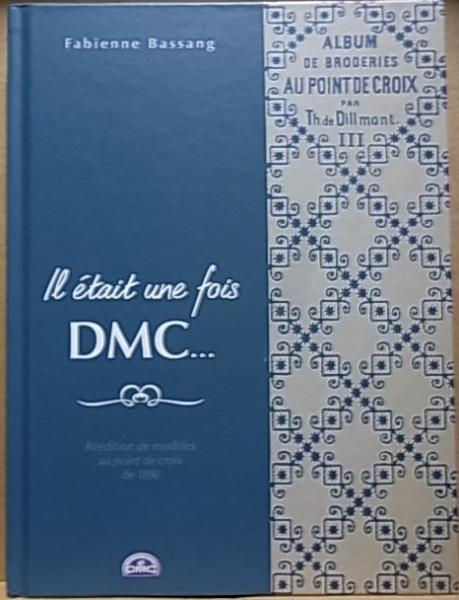 Fabienne Bassang
Il était une fois
DMC...
Réédition de modèles
au point de croix
de 1890
DMC
ALBUM
DE BRODERIES
AU POINT DE CROIX
PAR
Th. de Dillmont.
III